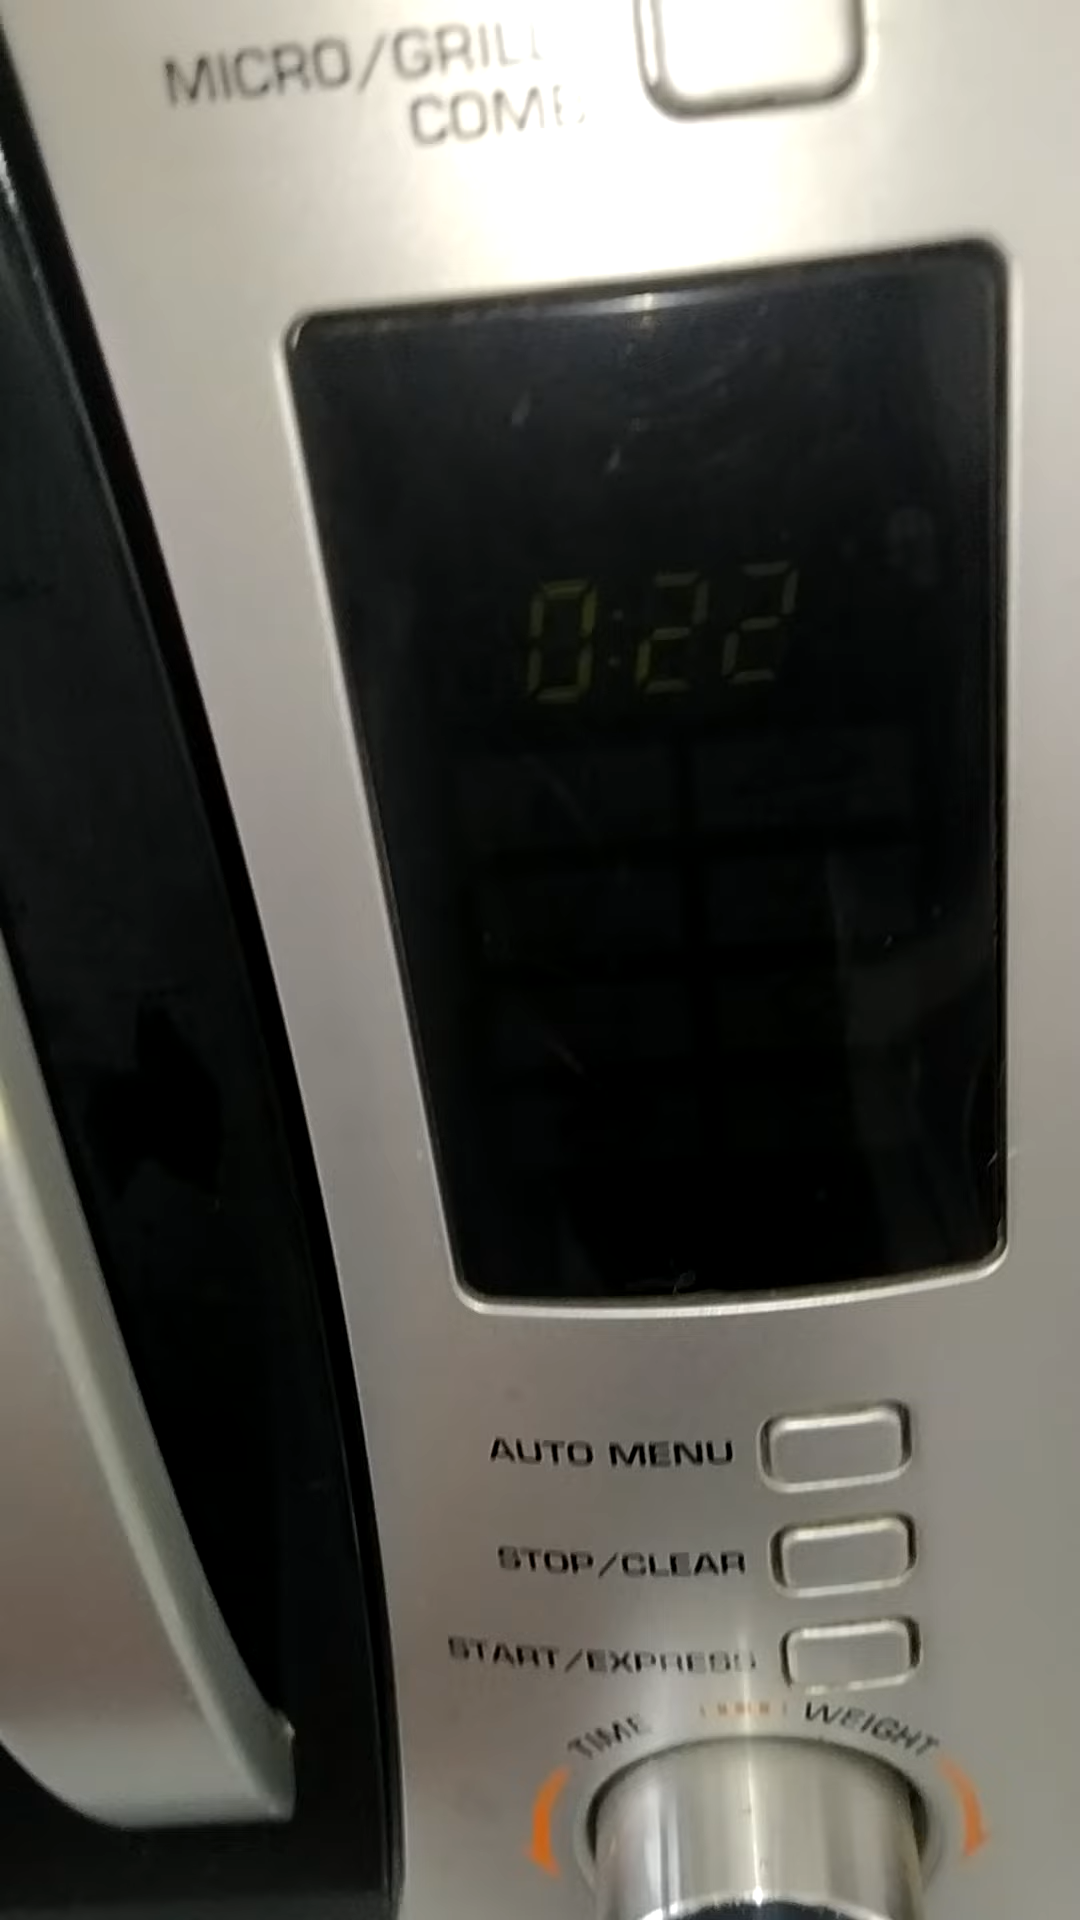 MICRO/GRILL
COMB
0:22
AUTO MENU
STOP/CLEAR
START/EXPRESS
TIME WEIGHT